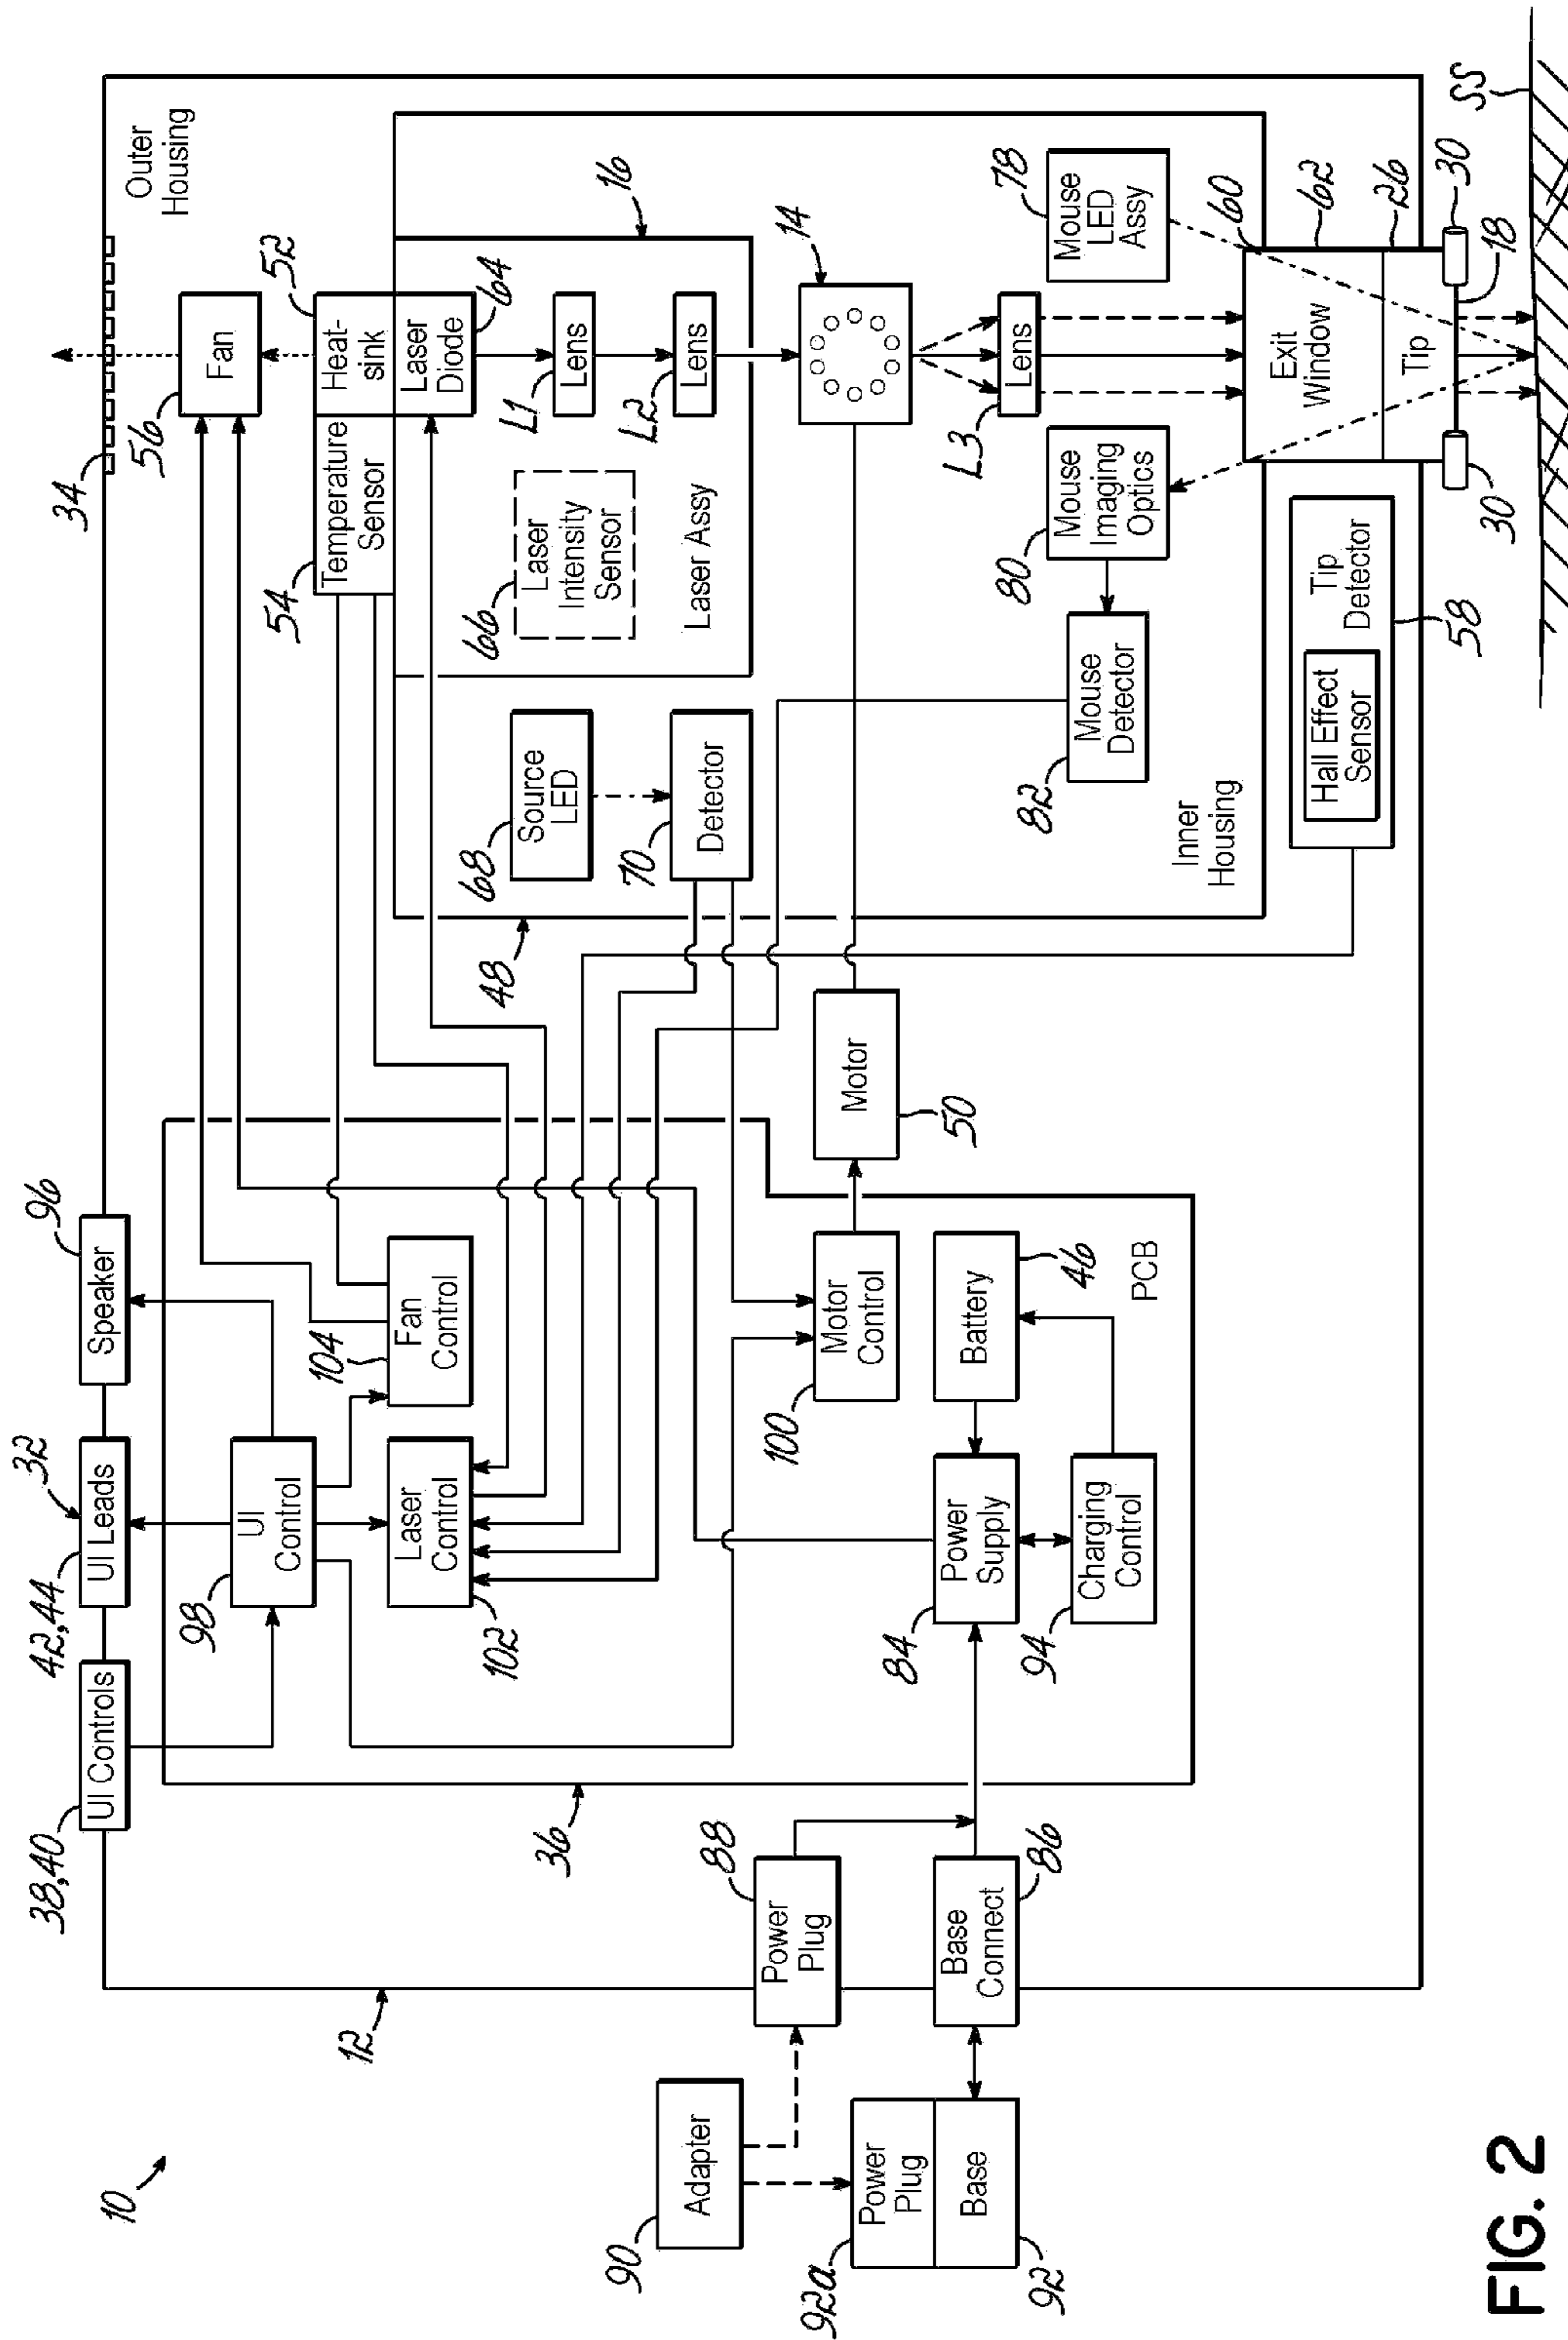 10
12
38,40
UI Controls
42,44
UI Leads
32
Speaker
96
34
Outer
Housing
56
Fan
52
Heat-
sink
54
Temperature
Sensor
Laser
Diode
64
16
98
UI
Control
104
Fan
Control
Laser
Control
102
66
Laser
Intensity
Sensor
Laser Assy
L1
Lens
L2
Lens
68
Source
LED
70
Detector
48
14
36
90
Adapter
Power
Plug
88
100
Motor
Control
Motor
50
L3
Lens
78
Mouse
LED
Assy
80
Mouse
Imaging
Optics
82
Mouse
Detector
Inner
Housing
92a
Power
Plug
Base
92
Base
Connect
86
84
Power
Supply
Battery
46
94
Charging
Control
PCB
60
Exit
Window
62
Tip
26
30
18
30
SS
Hall Effect
Sensor
Tip
Detector
58
FIG. 2